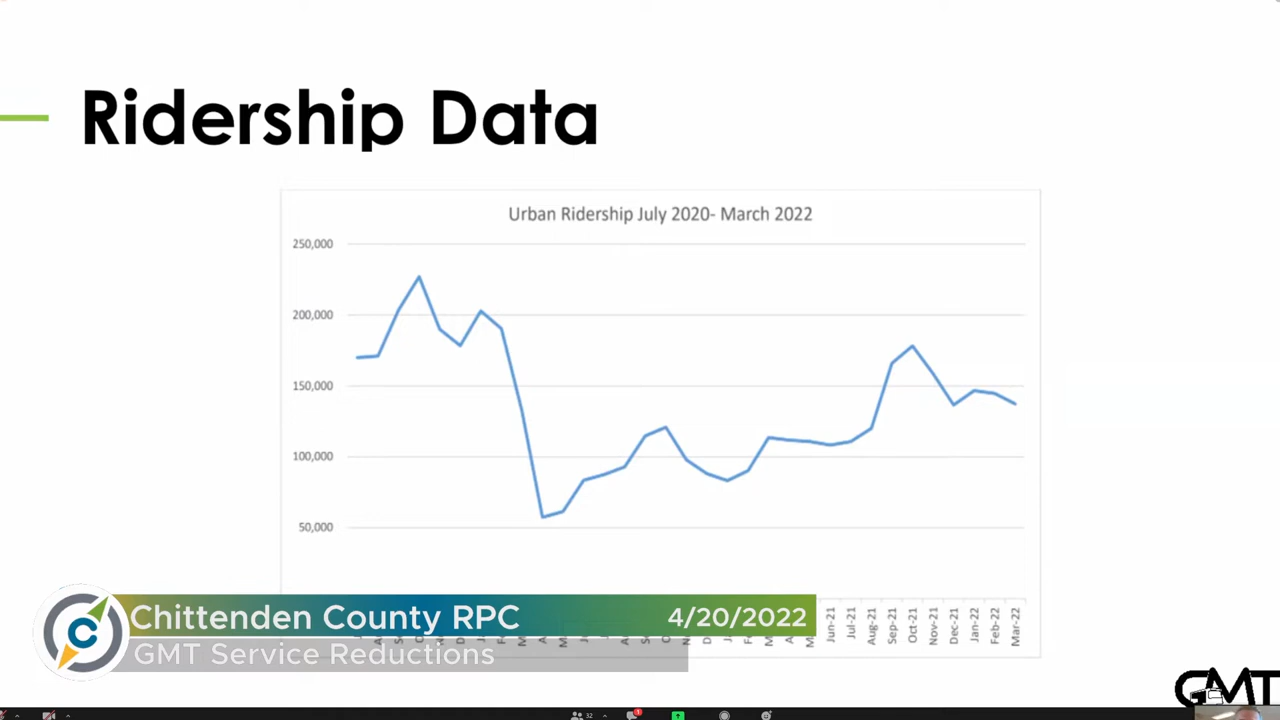 Ridership Data
Urban Ridership July 2020- March 2022
250,000
200,000
150,000
100,000
50,000
Jun-21
Jul-21
Aug-21
Sep-21
Oct-21
Nov-21
Dec-21
Jan-22
Feb-22
Mar-22
Chittenden County RPC
4/20/2022
GMT Service Reductions
C
GMT
32
1